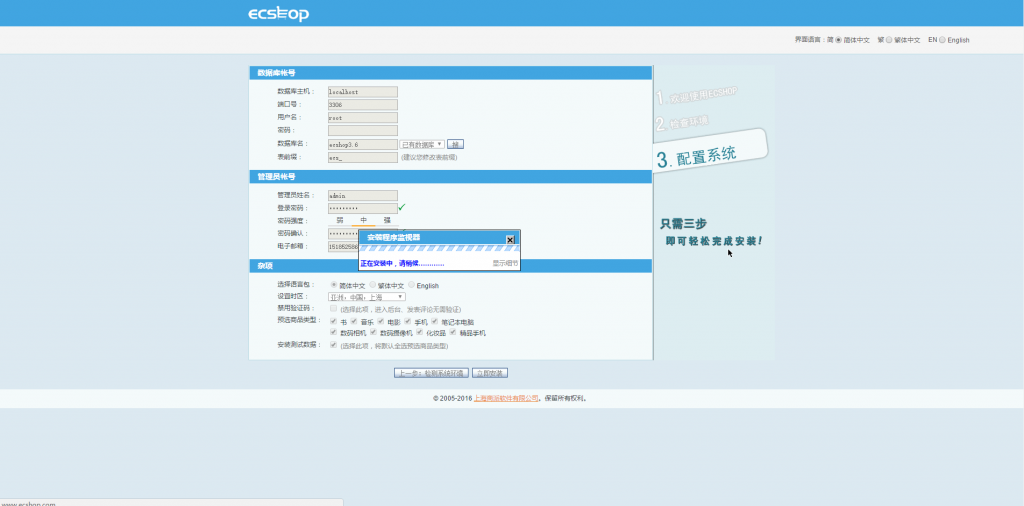 ecshop
界面语言：简 简体中文 繁 繁体中文 EN English
数据库帐号
数据库主机：
localhost
端口号：
3306
用户名：
root
密码：
数据库名：
ecshop3.6
已有数据库
搜
表前缀：
ecs_
(建议您修改表前缀)
管理员帐号
管理员姓名：
admin
登录密码：
密码强度：
弱 中 强
密码确认：
电子邮箱：
151052586
安装程序监视器
正在安装中，请稍候…………
显示细节
杂项
选择语言包：
简体中文 繁体中文 English
设置时区：
亚洲，中国，上海
禁用验证码：
(选择此项，进入后台、发表评论无需验证)
预选商品类型：
书 音乐 电影 手机 笔记本电脑
数码相机 数码摄像机 化妆品 精品手机
安装测试数据：
(选择此项，将默认全选预选商品类型)
上一步：检测系统环境
立即安装
1. 欢迎使用ECSHOP
2. 检查环境
3. 配置系统
只需三步
即可轻松完成安装!
© 2005-2016 上海商派软件有限公司。保留所有权利。
www.ecshop.com